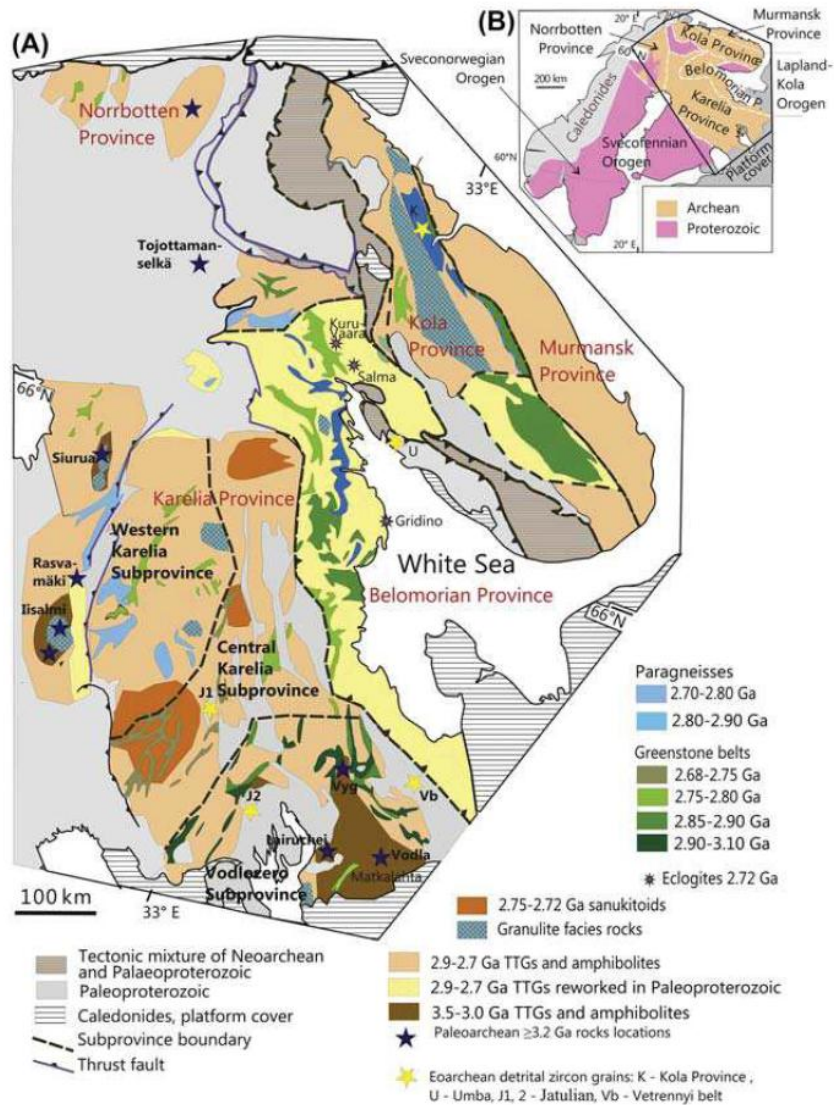 (A)
(B)
20° E
Murmansk
Province
Norrbotten
Province
Kola Province
60°N
Sveconorwegian
Orogen
200 km
Belomorian P.
Lapland-
Kola
Orogen
Caledonides
Karelia
Province
Svecofennian
Orogen
60°N
Platform
cover
20° E
Archean
Proterozoic
Norrbotten
Province
33°E
K
Tojottaman-
selkä
Kuru-
Vaara
Kola
Province
Salma
Murmansk
Province
66°N
U
Siurua
Karelia Province
Gridino
Western
Karelia
Subprovince
White Sea
Rasva-
mäki
Belomorian Province
66°N
Iisalmi
Central
Karelia
Subprovince
J1
Vyg
Vb
J2
Lairuchei
Vodla
Matkalahta
Vodlozero
Subprovince
100 km
33° E
Paragneisses
2.70-2.80 Ga
2.80-2.90 Ga
Greenstone belts
2.68-2.75 Ga
2.75-2.80 Ga
2.85-2.90 Ga
2.90-3.10 Ga
Eclogites 2.72 Ga
2.75-2.72 Ga sanukitoids
Granulite facies rocks
Tectonic mixture of Neoarchean
and Palaeoproterozoic
Paleoproterozoic
Caledonides, platform cover
Subprovince boundary
Thrust fault
2.9-2.7 Ga TTGs and amphibolites
2.9-2.7 Ga TTGs reworked in Paleoproterozoic
3.5-3.0 Ga TTGs and amphibolites
Paleoarchean ≥3.2 Ga rocks locations
Eoarchean detrital zircon grains: K - Kola Province ,
U - Umba, J1, 2 - Jatulian, Vb - Vetrennyi belt